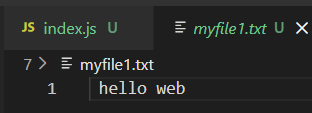 JS index.js U myfile1.txt U
7 > myfile1.txt
1 hello web